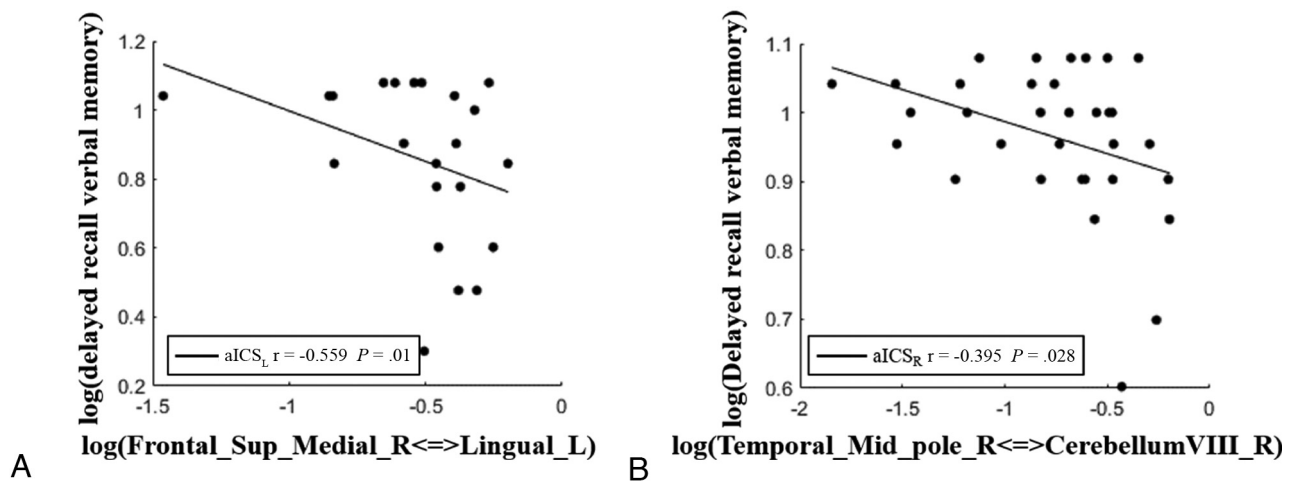 log(delayed recall verbal memory)
1.2
1
0.8
0.6
0.4
0.2
aICSL r = -0.559 P = .01
-1.5 -1 -0.5 0
log(Frontal_Sup_Medial_R<=>Lingual_L)
A
log(Delayed recall verbal memory)
1.1
1
0.9
0.8
0.7
0.6
aICSR r = -0.395 P = .028
-2 -1.5 -1 -0.5 0
log(Temporal_Mid_pole_R<=>CerebellumVIII_R)
B